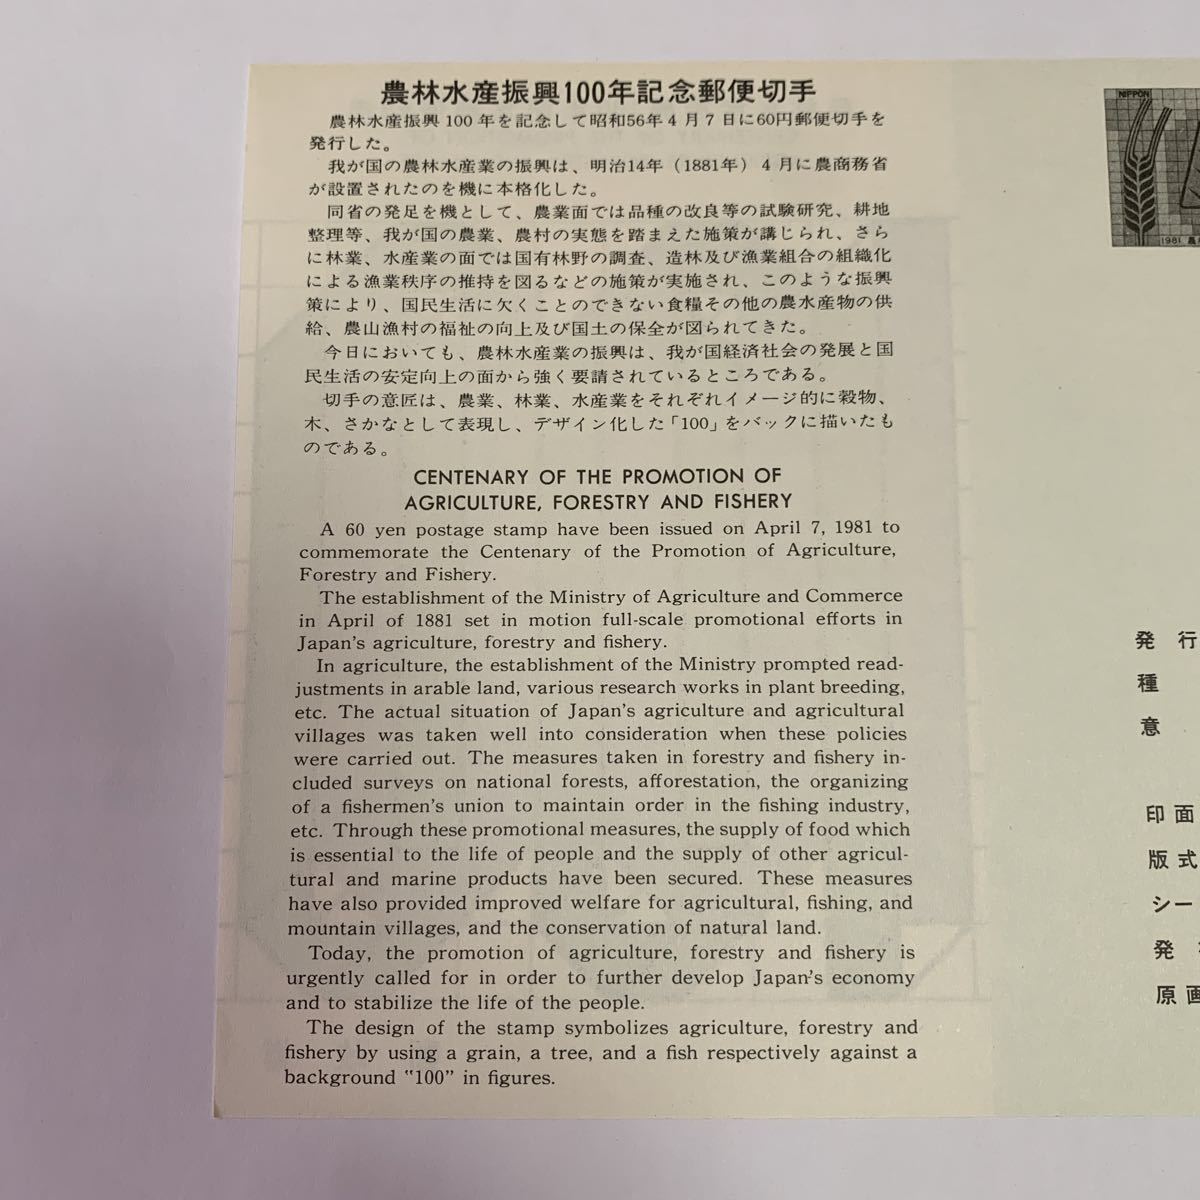 農林水産振興100年記念郵便切手
農林水産振興100年を記念して昭和56年4月7日に60円郵便切手を
発行した。
我が国の農林水産業の振興は、明治14年(1881年)4月に農商務省
が設置されたのを機に本格化した。
同省の発足を機として、農業面では品種の改良等の試験研究、耕地
整理等、我が国の農業、農村の実態を踏まえた施策が講じられ、さら
に林業、水産業の面では国有林野の調査、造林及び漁業組合の組織化
による漁業秩序の維持を図るなどの施策が実施され、このような振興
策により、国民生活に欠くことのできない食糧その他の農水産物の供
給、農山漁村の福祉の向上及び国土の保全が図られてきた。
今日においても、農林水産業の振興は、我が国経済社会の発展と国
民生活の安定向上の面から強く要請されているところである。
切手の意匠は、農業、林業、水産業をそれぞれイメージ的に穀物、
木、さかなとして表現し、デザイン化した「100」をバックに描いたも
のである。
CENTENARY OF THE PROMOTION OF
AGRICULTURE, FORESTRY AND FISHERY
A 60 yen postage stamp have been issued on April 7, 1981 to
commemorate the Centenary of the Promotion of Agriculture,
Forestry and Fishery.
The establishment of the Ministry of Agriculture and Commerce
in April of 1881 set in motion full-scale promotional efforts in
Japan's agriculture, forestry and fishery.
In agriculture, the establishment of the Ministry prompted read-
justments in arable land, various research works in plant breeding,
etc. The actual situation of Japan's agriculture and agricultural
villages was taken well into consideration when these policies
were carried out. The measures taken in forestry and fishery in-
cluded surveys on national forests, afforestation, the organizing
of a fishermen's union to maintain order in the fishing industry,
etc. Through these promotional measures, the supply of food which
is essential to the life of people and the supply of other agricul-
tural and marine products have been secured. These measures
have also provided improved welfare for agricultural, fishing, and
mountain villages, and the conservation of natural land.
Today, the promotion of agriculture, forestry and fishery is
urgently called for in order to further develop Japan's economy
and to stabilize the life of the people.
The design of the stamp symbolizes agriculture, forestry and
fishery by using a grain, a tree, and a fish respectively against a
background "100" in figures.
NIPPON
1981 農
発行
種
意
印面
版式
シー
発
原画